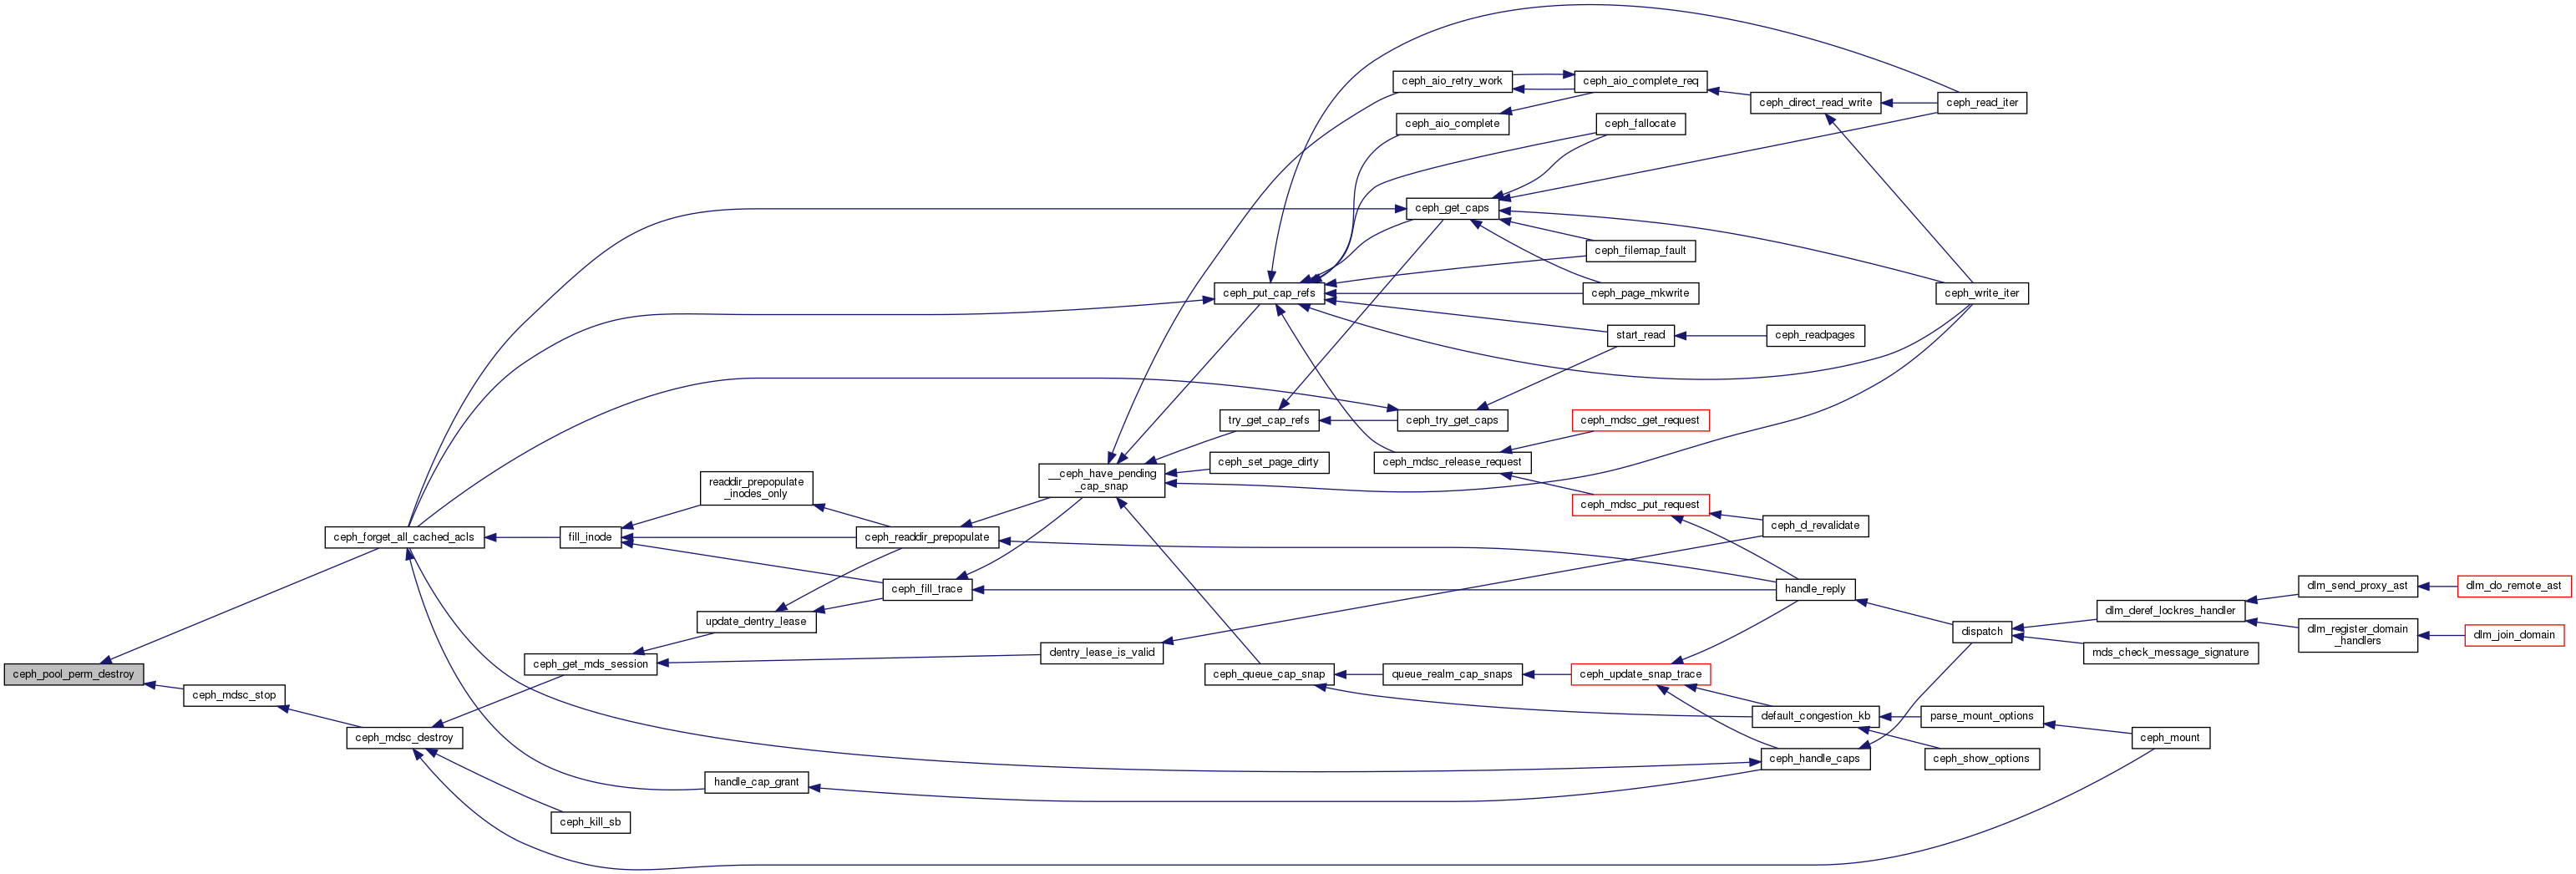 ceph_pool_perm_destroy
ceph_forget_all_cached_acls
ceph_mdsc_stop
ceph_mdsc_destroy
fill_inode
ceph_get_mds_session
ceph_kill_sb
readdir_prepopulate
_inodes_only
update_dentry_lease
handle_cap_grant
ceph_readdir_prepopulate
ceph_fill_trace
__ceph_have_pending
_cap_snap
dentry_lease_is_valid
ceph_put_cap_refs
try_get_cap_refs
ceph_set_page_dirty
ceph_queue_cap_snap
ceph_aio_retry_work
ceph_aio_complete
ceph_get_caps
ceph_try_get_caps
ceph_mdsc_release_request
queue_realm_cap_snaps
ceph_aio_complete_req
ceph_fallocate
ceph_filemap_fault
ceph_page_mkwrite
start_read
ceph_mdsc_get_request
ceph_mdsc_put_request
ceph_update_snap_trace
ceph_direct_read_write
ceph_readpages
ceph_d_revalidate
handle_reply
default_congestion_kb
ceph_handle_caps
ceph_read_iter
ceph_write_iter
dispatch
parse_mount_options
ceph_show_options
dlm_deref_lockres_handler
mds_check_message_signature
ceph_mount
dlm_send_proxy_ast
dlm_register_domain
_handlers
dlm_do_remote_ast
dlm_join_domain